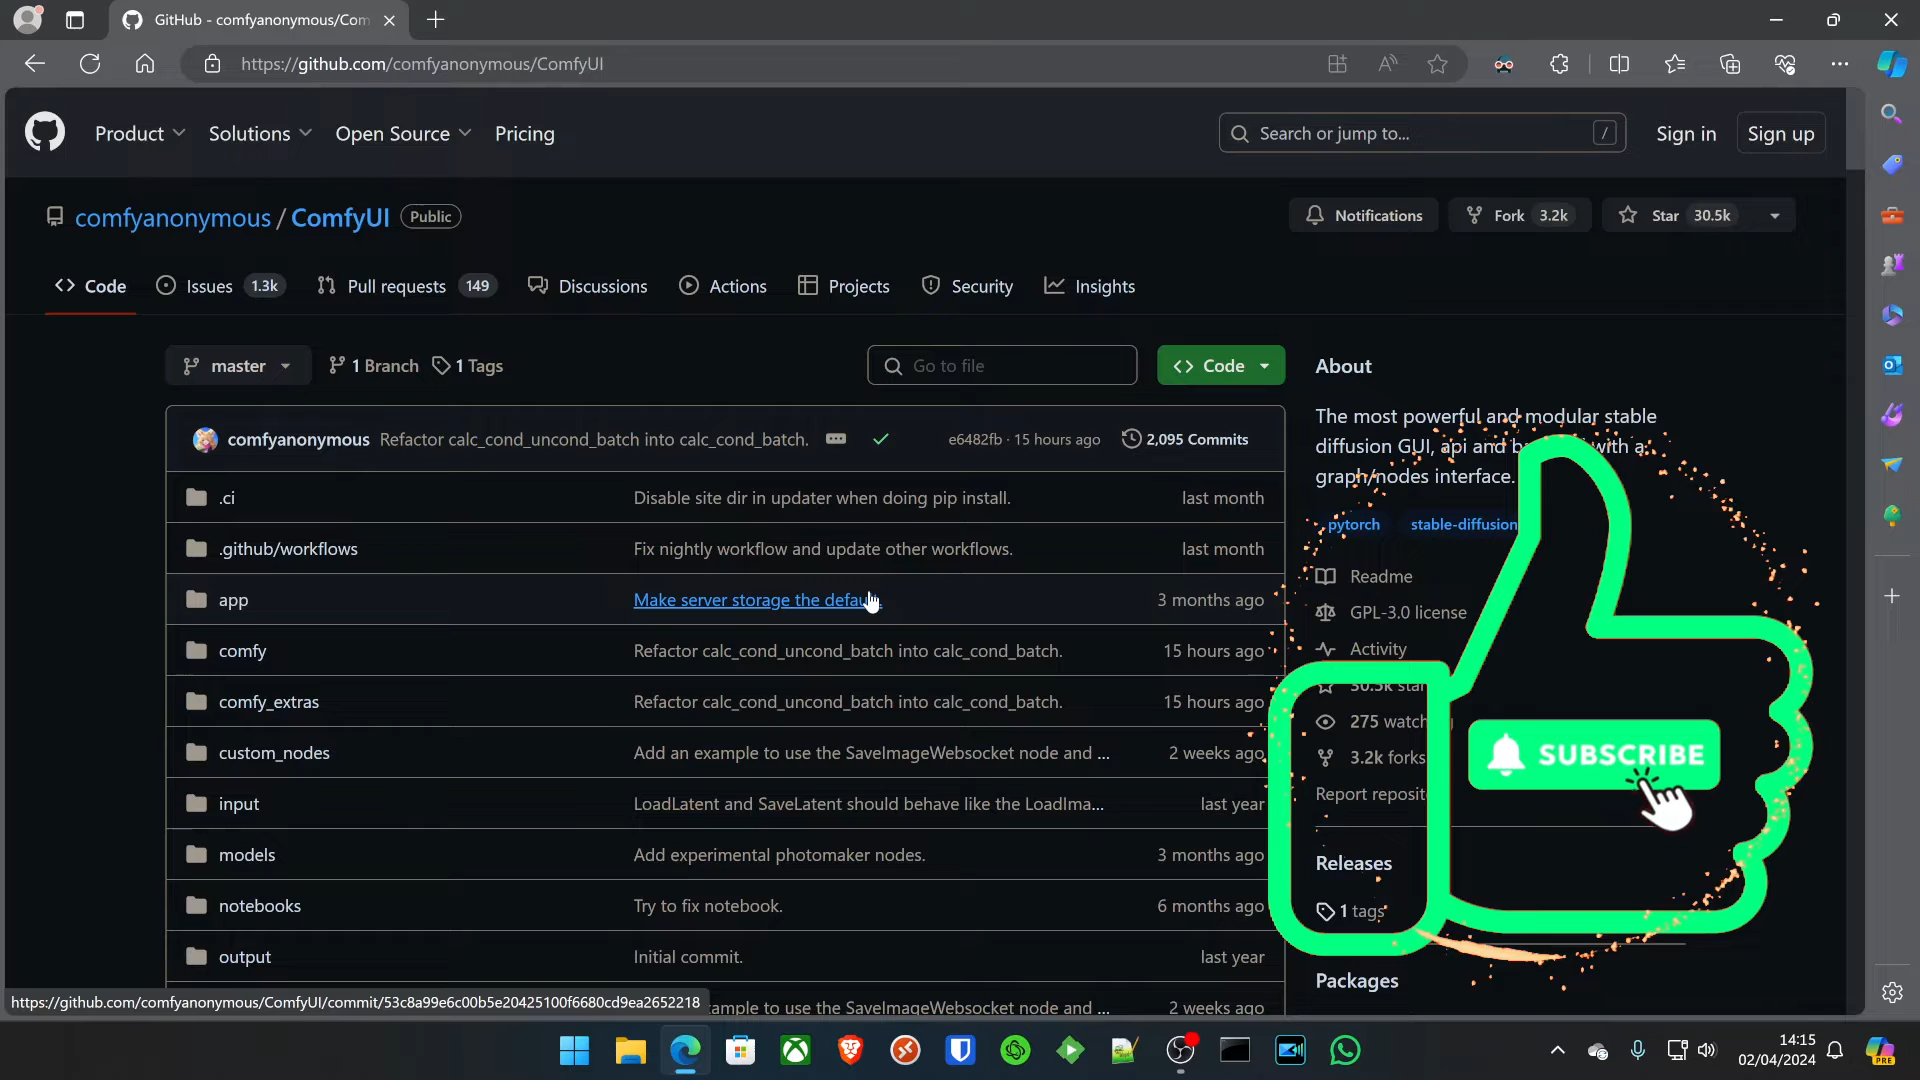 GitHub - comfyanonymous/Com
https://github.com/comfyanonymous/ComfyUI
Product Solutions Open Source Pricing
Search or jump to... /
Sign in Sign up
comfyanonymous / ComfyUI Public
Notifications Fork 3.2k Star 30.5k
Code Issues 1.3k Pull requests 149 Discussions Actions Projects Security Insights
master 1 Branch 1 Tags Go to file Code
comfyanonymous Refactor calc_cond_uncond_batch into calc_cond_batch. e6482fb · 15 hours ago 2,095 Commits
.ci Disable site dir in updater when doing pip install. last month
.github/workflows Fix nightly workflow and update other workflows. last month
app Make server storage the defau 3 months ago
comfy Refactor calc_cond_uncond_batch into calc_cond_batch. 15 hours ago
comfy_extras Refactor calc_cond_uncond_batch into calc_cond_batch. 15 hours ago
custom_nodes Add an example to use the SaveImageWebsocket node and ... 2 weeks ago
input LoadLatent and SaveLatent should behave like the LoadIma... last year
models Add experimental photomaker nodes. 3 months ago
notebooks Try to fix notebook. 6 months ago
output Initial commit. last year
ample to use the SaveImageWebsocket node and ... 2 weeks ago
https://github.com/comfyanonymous/ComfyUI/commit/53c8a99e6c00b5e20425100f6680cd9ea2652218
About
The most powerful and modular stable
diffusion GUI, api and b with a
graph/nodes interface.
pytorch stable-diffusion
Readme
GPL-3.0 license
Activity
30.5k star
275 watch
3.2k forks
Report reposit
Releases
1 tags
Packages
SUBSCRIBE
14:15
02/04/2024
PRE